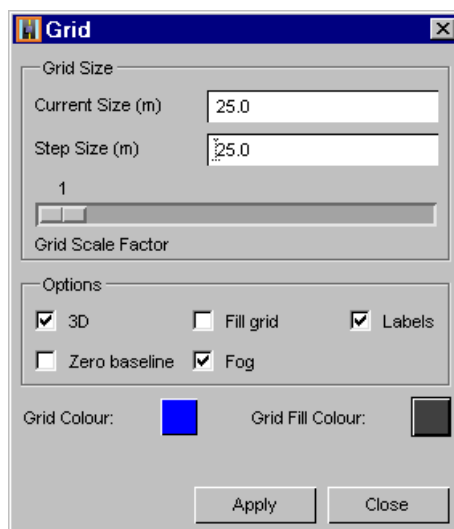 Grid
Grid Size
Current Size (m) 25.0
Step Size (m) 25.0
1
Grid Scale Factor
Options
3D Fill grid Labels
Zero baseline Fog
Grid Colour: Grid Fill Colour:
Apply Close